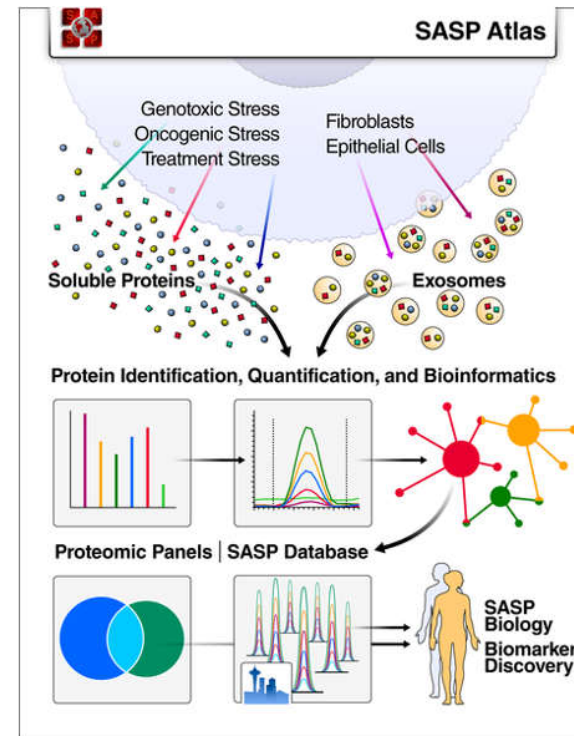 SASP Atlas
S A
S P
Genotoxic Stress
Oncogenic Stress
Treatment Stress
Fibroblasts
Epithelial Cells
Soluble Proteins
Exosomes
Protein Identification, Quantification, and Bioinformatics
Proteomic Panels | SASP Database
SASP
Biology
Biomarker
Discovery